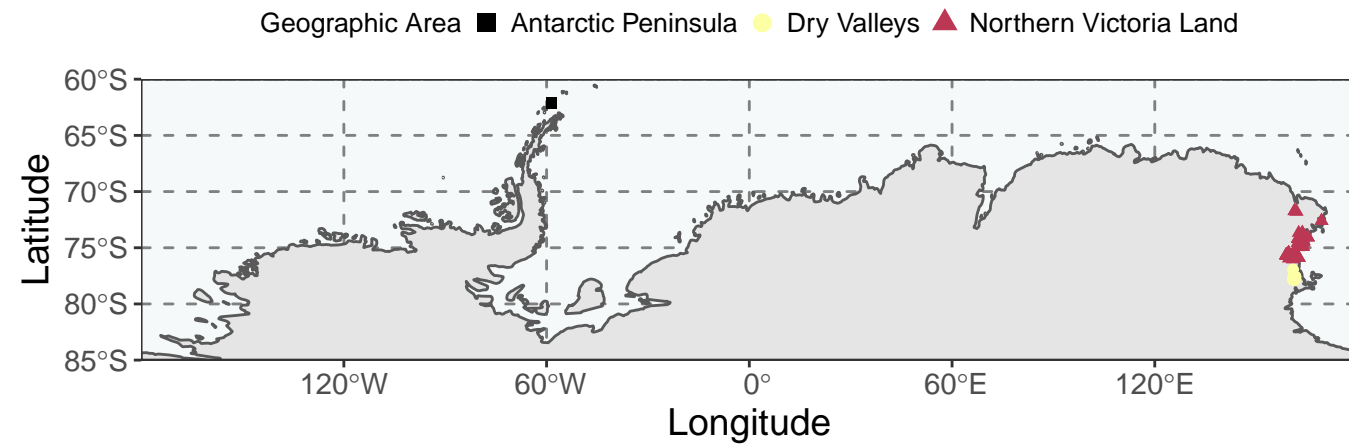 Geographic Area Antarctic Peninsula Dry Valleys Northern Victoria Land
60°S
65°S
70°S
75°S
80°S
85°S
Latitude
120°W 60°W 0° 60°E 120°E
Longitude